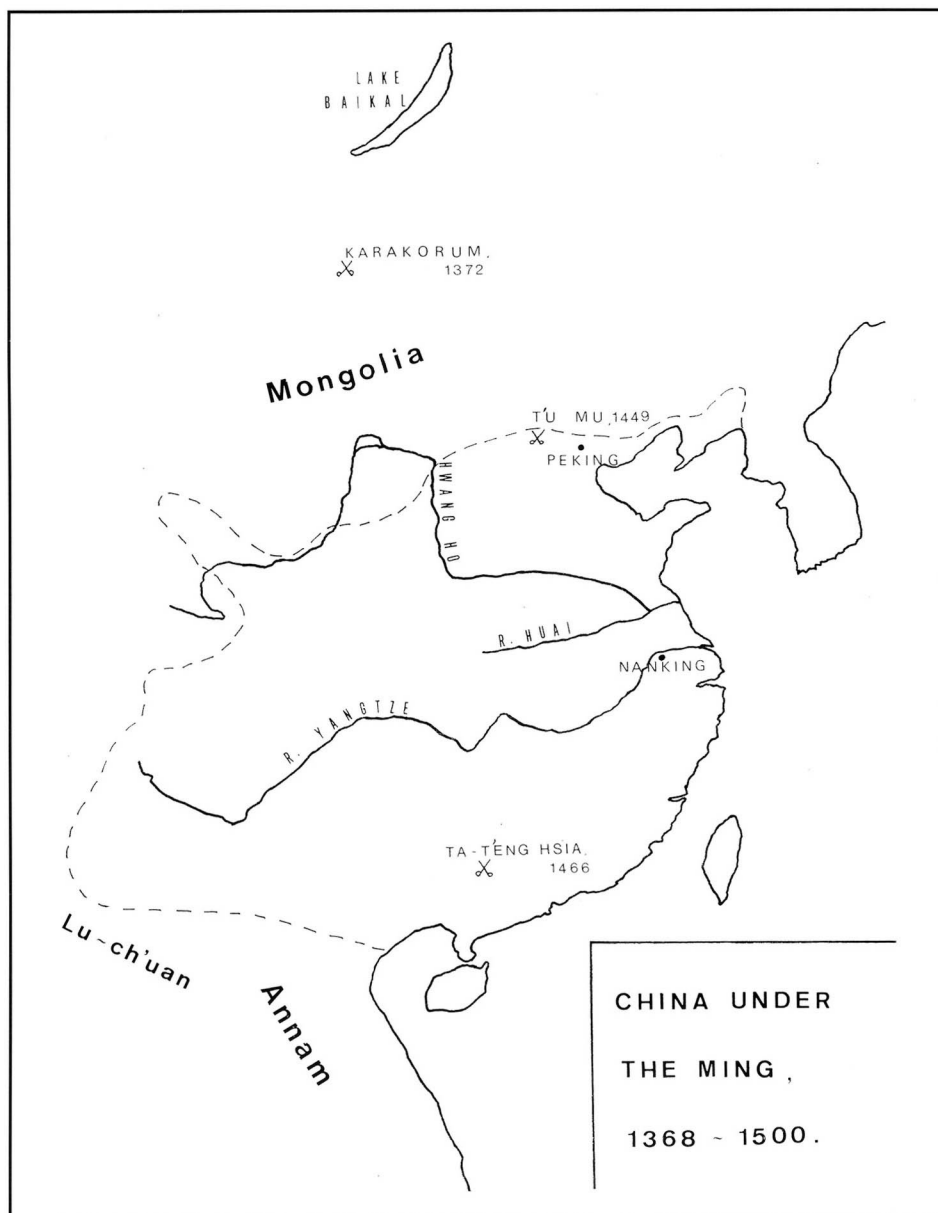 LAKE
BAIKAL
KARAKORUM,
1372
Mongolia
T'U MU, 1449
PEKING
HWANG HO
R. HUAI
NANKING
R. YANGTZE
TA-T'ENG HSIA,
1466
Lu-ch'uan
Annam
CHINA UNDER
THE MING,
1368 ~ 1500.